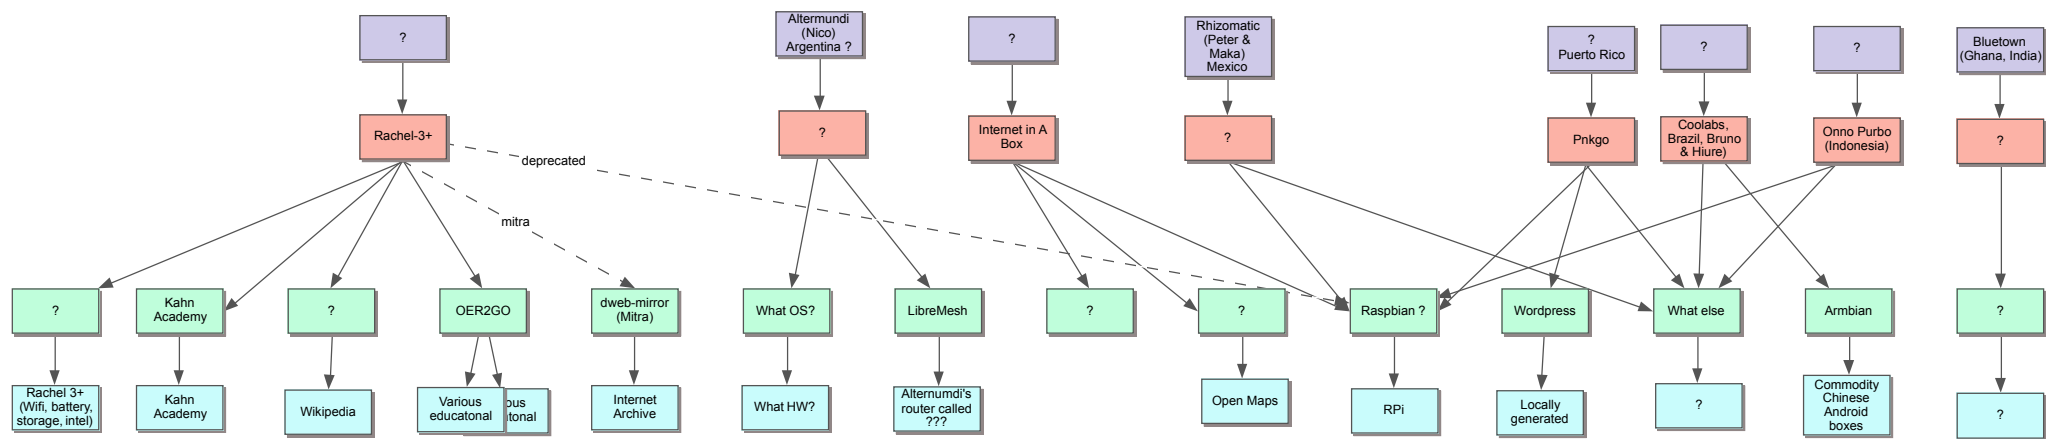 ?
Altermundi
(Nico)
Argentina ?
?
Rhizomatic
(Peter &
Maka)
Mexico
?
Puerto Rico
?
?
Bluetown
(Ghana, India)
Rachel-3+
?
Internet in A
Box
?
Pnkgo
Coolabs,
Brazil, Bruno
& Hiure)
Onno Purbo
(Indonesia)
?
deprecated
mitra
?
Kahn
Academy
?
OER2GO
dweb-mirror
(Mitra)
What OS?
LibreMesh
?
?
Raspbian ?
Wordpress
What else
Armbian
?
Rachel 3+
(Wifi, battery,
storage, intel)
Kahn
Academy
Wikipedia
Various
educatonal
ous
tonal
Internet
Archive
What HW?
Alternumdi's
router called
???
Open Maps
RPi
Locally
generated
?
Commodity
Chinese
Android
boxes
?